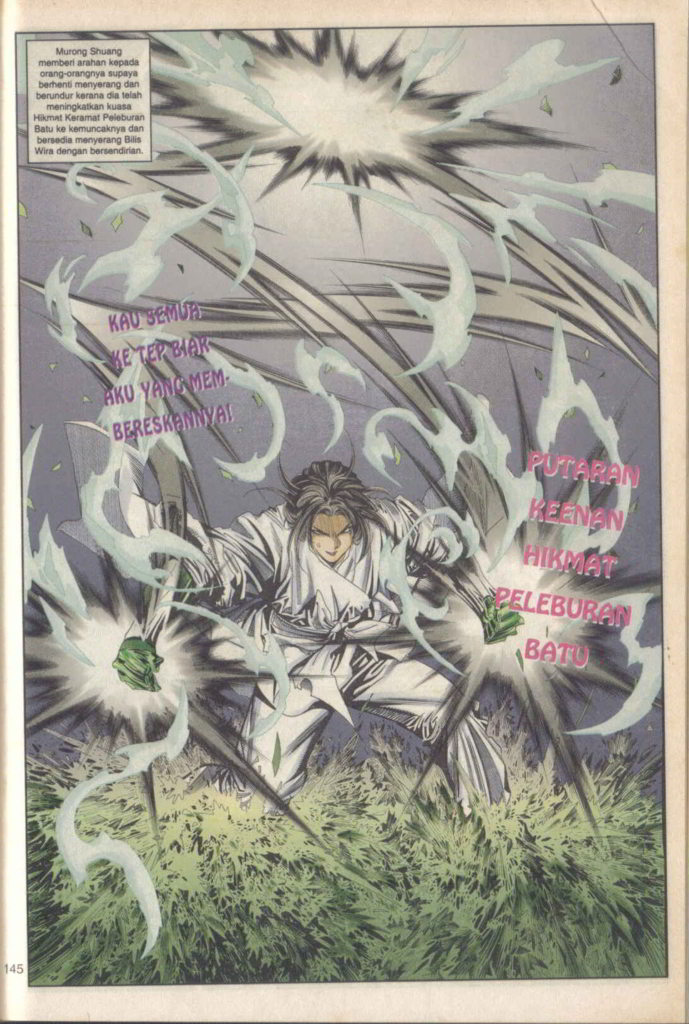 Murong Shuang
memberi arahan kepada
orang-orangnya supaya
berhenti menyerang dan
berundur kerana dia telah
meningkatkan kuasa
Hikmat Keramat Peleburan
Batu ke kemuncaknya dan
bersedia menyerang Bilis
Wira dengan bersendirian.
KAU SEMUA
KE TEP BIAR
AKU YANG MEM-
BERESKANNYA!
PUTARAN
KEENAN
HIKMAT
PELEBURAN
BATU
145